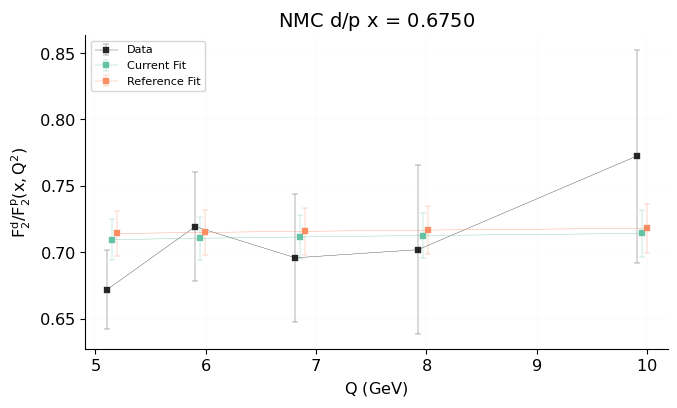 NMC d/p x = 0.6750
Data
Current Fit
Reference Fit
0.85
0.80
0.75
0.70
0.65
F₂ᵈ/F₂ᵖ(x,Q²)
5
6
7
8
9
10
Q (GeV)